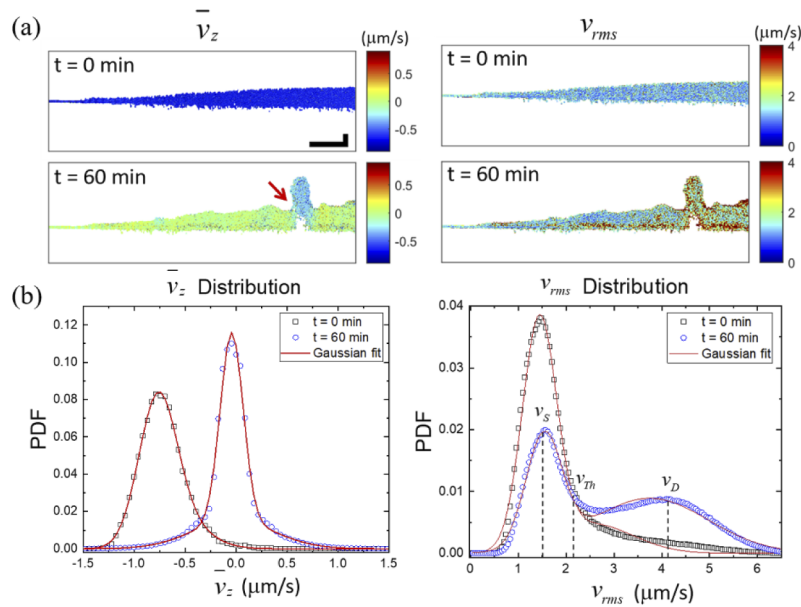 (a)
v̄z
vrms
(μm/s)
(μm/s)
t = 0 min
0.5
0
-0.5
t = 0 min
4
2
0
t = 60 min
0.5
0
-0.5
t = 60 min
4
2
0
(b)
v̄z Distribution
vrms Distribution
PDF
0.12
0.10
0.08
0.06
0.04
0.02
0.00
t = 0 min
t = 60 min
Gaussian fit
-1.5 -1.0 -0.5 0.0 0.5 1.0 1.5
v̄z (μm/s)
PDF
0.04
0.03
0.02
0.01
0.00
t = 0 min
t = 60 min
Gaussian fit
vS
vTh
vD
0 1 2 3 4 5 6
vrms (μm/s)